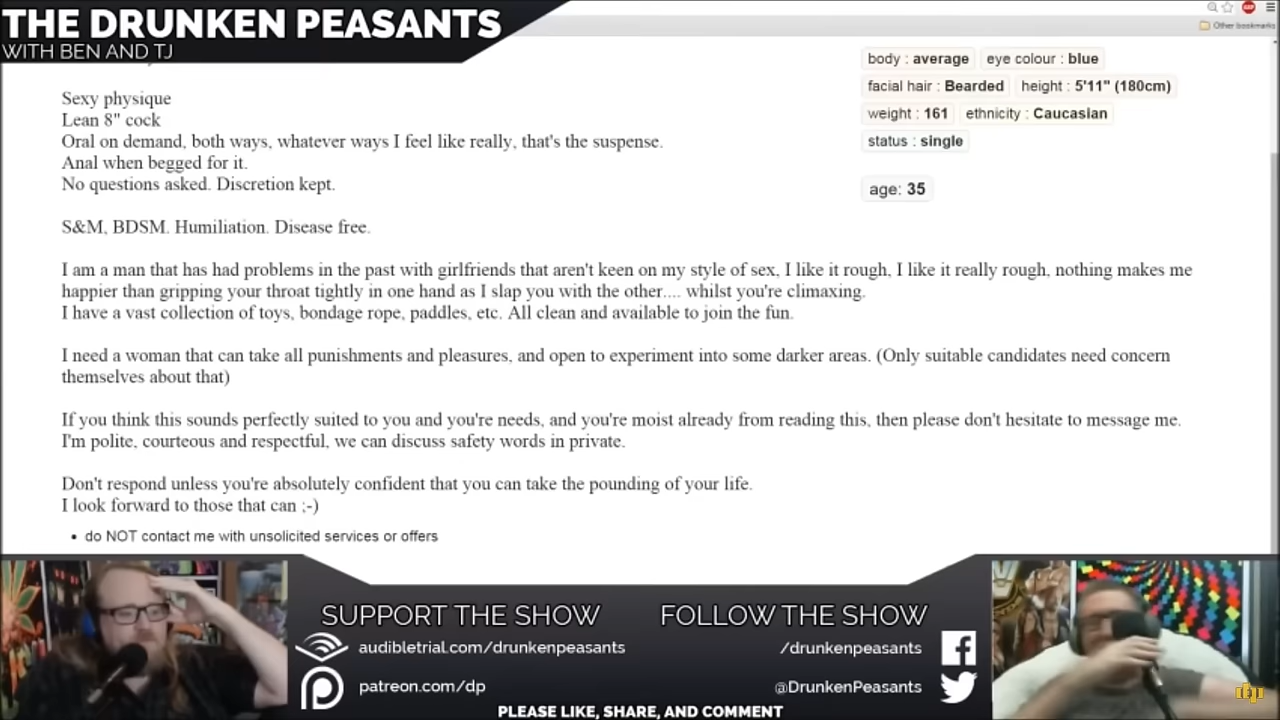 THE DRUNKEN PEASANTS
WITH BEN AND TJ
Other bookmarks
body : average eye colour : blue
facial hair : Bearded height : 5'11" (180cm)
weight : 161 ethnicity : Caucasian
status : single
age: 35
Sexy physique
Lean 8" cock
Oral on demand, both ways, whatever ways I feel like really, that's the suspense.
Anal when begged for it.
No questions asked. Discretion kept.
S&M, BDSM. Humiliation. Disease free.
I am a man that has had problems in the past with girlfriends that aren't keen on my style of sex, I like it rough, I like it really rough, nothing makes me
happier than gripping your throat tightly in one hand as I slap you with the other.... whilst you're climaxing.
I have a vast collection of toys, bondage rope, paddles, etc. All clean and available to join the fun.
I need a woman that can take all punishments and pleasures, and open to experiment into some darker areas. (Only suitable candidates need concern
themselves about that)
If you think this sounds perfectly suited to you and you're needs, and you're moist already from reading this, then please don't hesitate to message me.
I'm polite, courteous and respectful, we can discuss safety words in private.
Don't respond unless you're absolutely confident that you can take the pounding of your life.
I look forward to those that can ;-)
• do NOT contact me with unsolicited services or offers
SUPPORT THE SHOW
audibletrial.com/drunkenpeasants
patreon.com/dp
FOLLOW THE SHOW
/drunkenpeasants
@DrunkenPeasants
PLEASE LIKE, SHARE, AND COMMENT